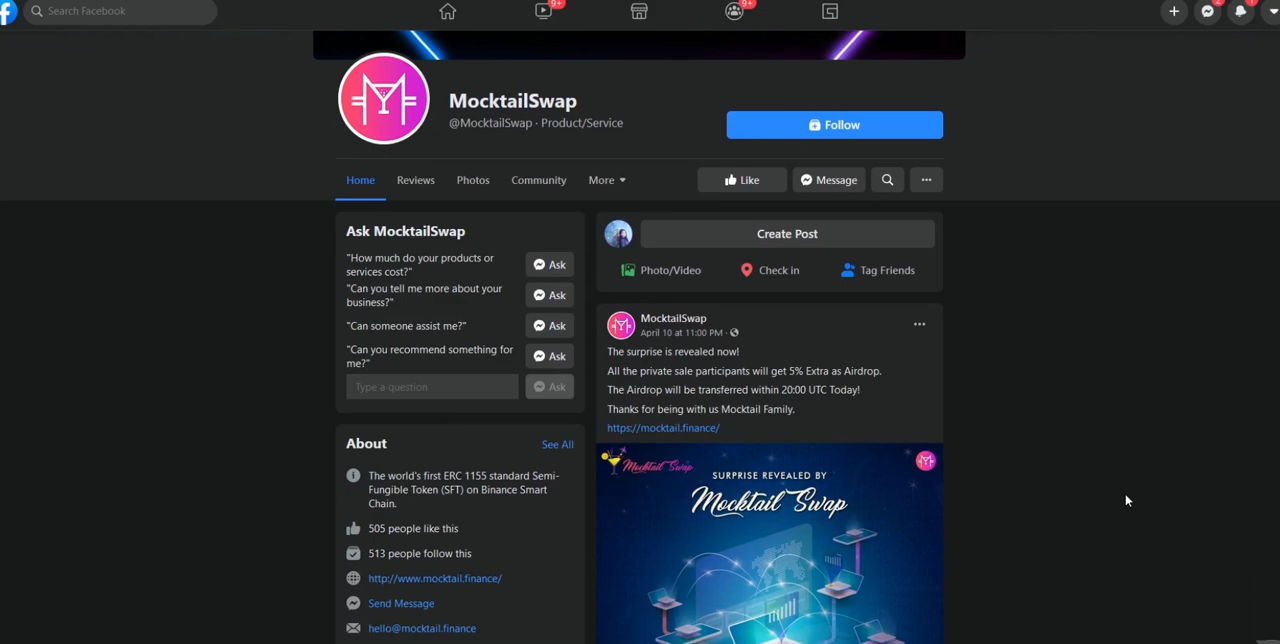 Search Facebook
9+
9+
2
1
MocktailSwap
@MocktailSwap · Product/Service
Follow
Home
Reviews
Photos
Community
More
Like
Message
Ask MocktailSwap
"How much do your products or
services cost?"
Ask
"Can you tell me more about your
business?"
Ask
"Can someone assist me?"
Ask
"Can you recommend something for
me?"
Ask
Type a question
Ask
About
See All
The world's first ERC 1155 standard Semi-
Fungible Token (SFT) on Binance Smart
Chain.
505 people like this
513 people follow this
http://www.mocktail.finance/
Send Message
hello@mocktail.finance
Create Post
Photo/Video
Check in
Tag Friends
MocktailSwap
April 10 at 11:00 PM ·
The surprise is revealed now!
All the private sale participants will get 5% Extra as Airdrop.
The Airdrop will be transferred within 20:00 UTC Today!
Thanks for being with us Mocktail Family.
https://mocktail.finance/
Mocktail Swap
SURPRISE REVEALED BY
Mocktail Swap